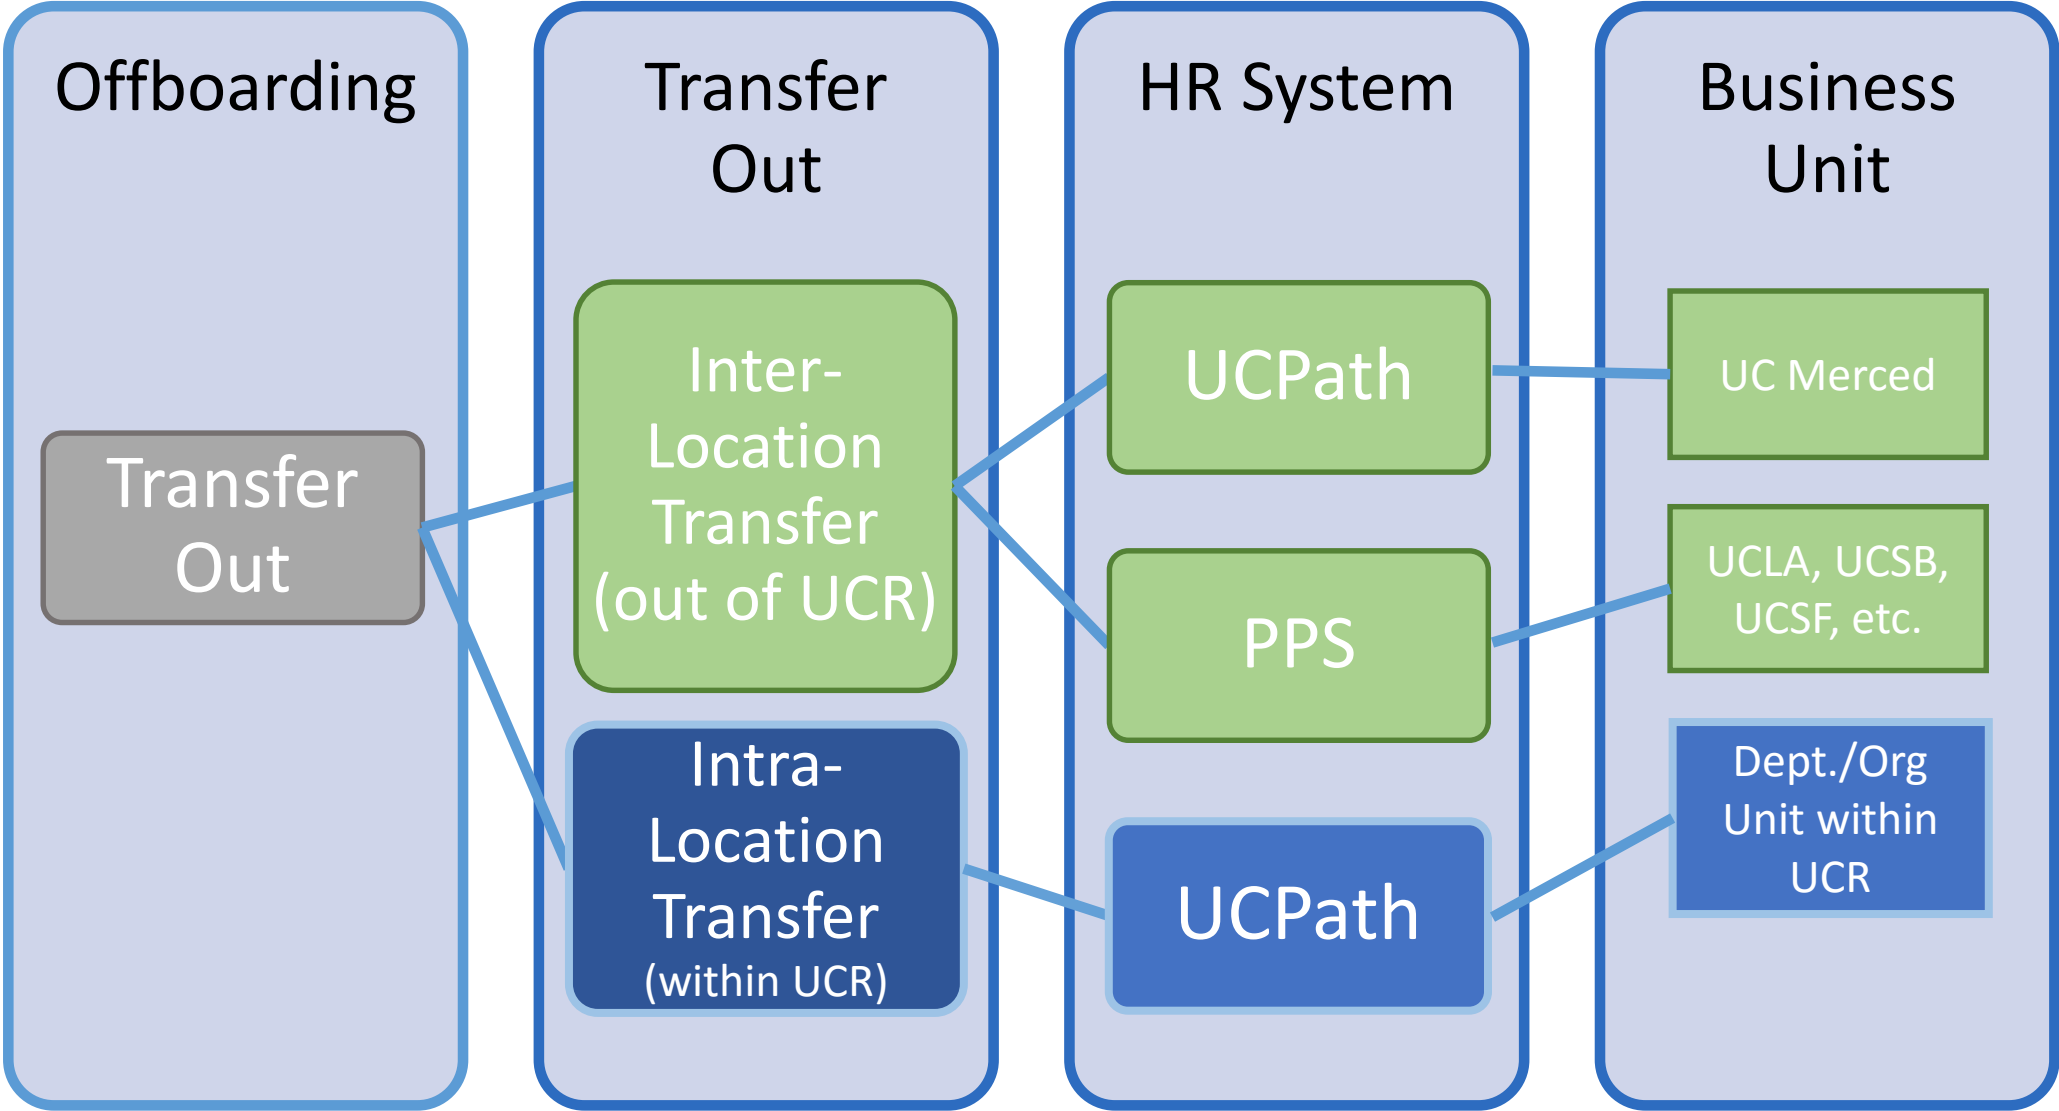 Offboarding
Transfer
Out
Transfer
Out
Inter-
Location
Transfer
(out of UCR)
Intra-
Location
Transfer
(within UCR)
HR System
UCPath
PPS
UCPath
Business
Unit
UC Merced
UCLA, UCSB,
UCSF, etc.
Dept./Org
Unit within
UCR